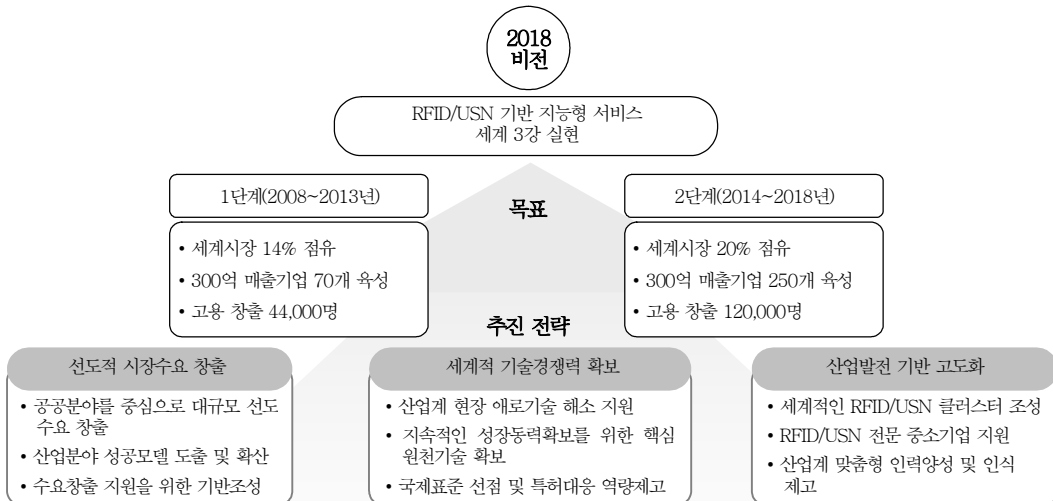 2018
비전
RFID/USN 기반 지능형 서비스
세계 3강 실현
목표
1단계(2008~2013년)
• 세계시장 14% 점유
• 300억 매출기업 70개 육성
• 고용 창출 44,000명
2단계(2014~2018년)
• 세계시장 20% 점유
• 300억 매출기업 250개 육성
• 고용 창출 120,000명
추진 전략
선도적 시장수요 창출
• 공공분야를 중심으로 대규모 선도
수요 창출
• 산업분야 성공모델 도출 및 확산
• 수요창출 지원을 위한 기반조성
세계적 기술경쟁력 확보
• 산업계 현장 애로기술 해소 지원
• 지속적인 성장동력확보를 위한 핵심
원천기술 확보
• 국제표준 선점 및 특허대응 역량제고
산업발전 기반 고도화
• 세계적인 RFID/USN 클러스터 조성
• RFID/USN 전문 중소기업 지원
• 산업계 맞춤형 인력양성 및 인식
제고